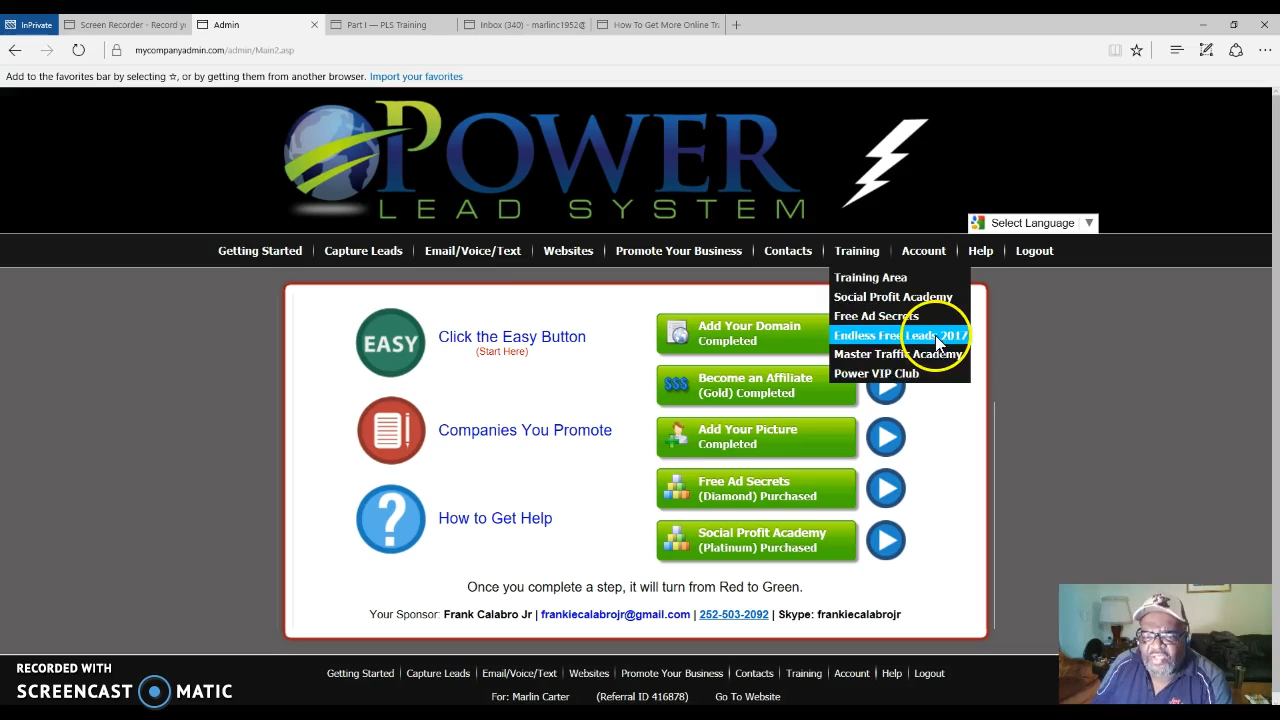 InPrivate
Screen Recorder - Record yo
Admin
Part I — PLS Training
Inbox (340) - marlinc1952@
How To Get More Online Tra
mycompanyadmin.com/admin/Main2.asp
Add to the favorites bar by selecting ☆, or by getting them from another browser. Import your favorites
POWER
LEAD SYSTEM
Select Language ▼
Getting Started | Capture Leads | Email/Voice/Text | Websites | Promote Your Business | Contacts | Training | Account | Help | Logout
Training Area
Social Profit Academy
Free Ad Secrets
Endless Free Leads 2017
Master Traffic Academy
Power VIP Club
EASY
Click the Easy Button
(Start Here)
Companies You Promote
?
How to Get Help
Add Your Domain
Completed
$$$
Become an Affiliate
(Gold) Completed
Add Your Picture
Completed
Free Ad Secrets
(Diamond) Purchased
Social Profit Academy
(Platinum) Purchased
Once you complete a step, it will turn from Red to Green.
Your Sponsor: Frank Calabro Jr | frankiecalabrojr@gmail.com | 252-503-2092 | Skype: frankiecalabrojr
RECORDED WITH
SCREENCAST MATIC
Getting Started | Capture Leads | Email/Voice/Text | Websites | Promote Your Business | Contacts | Training | Account | Help | Logout
For: Marlin Carter (Referral ID 416878) Go To Website